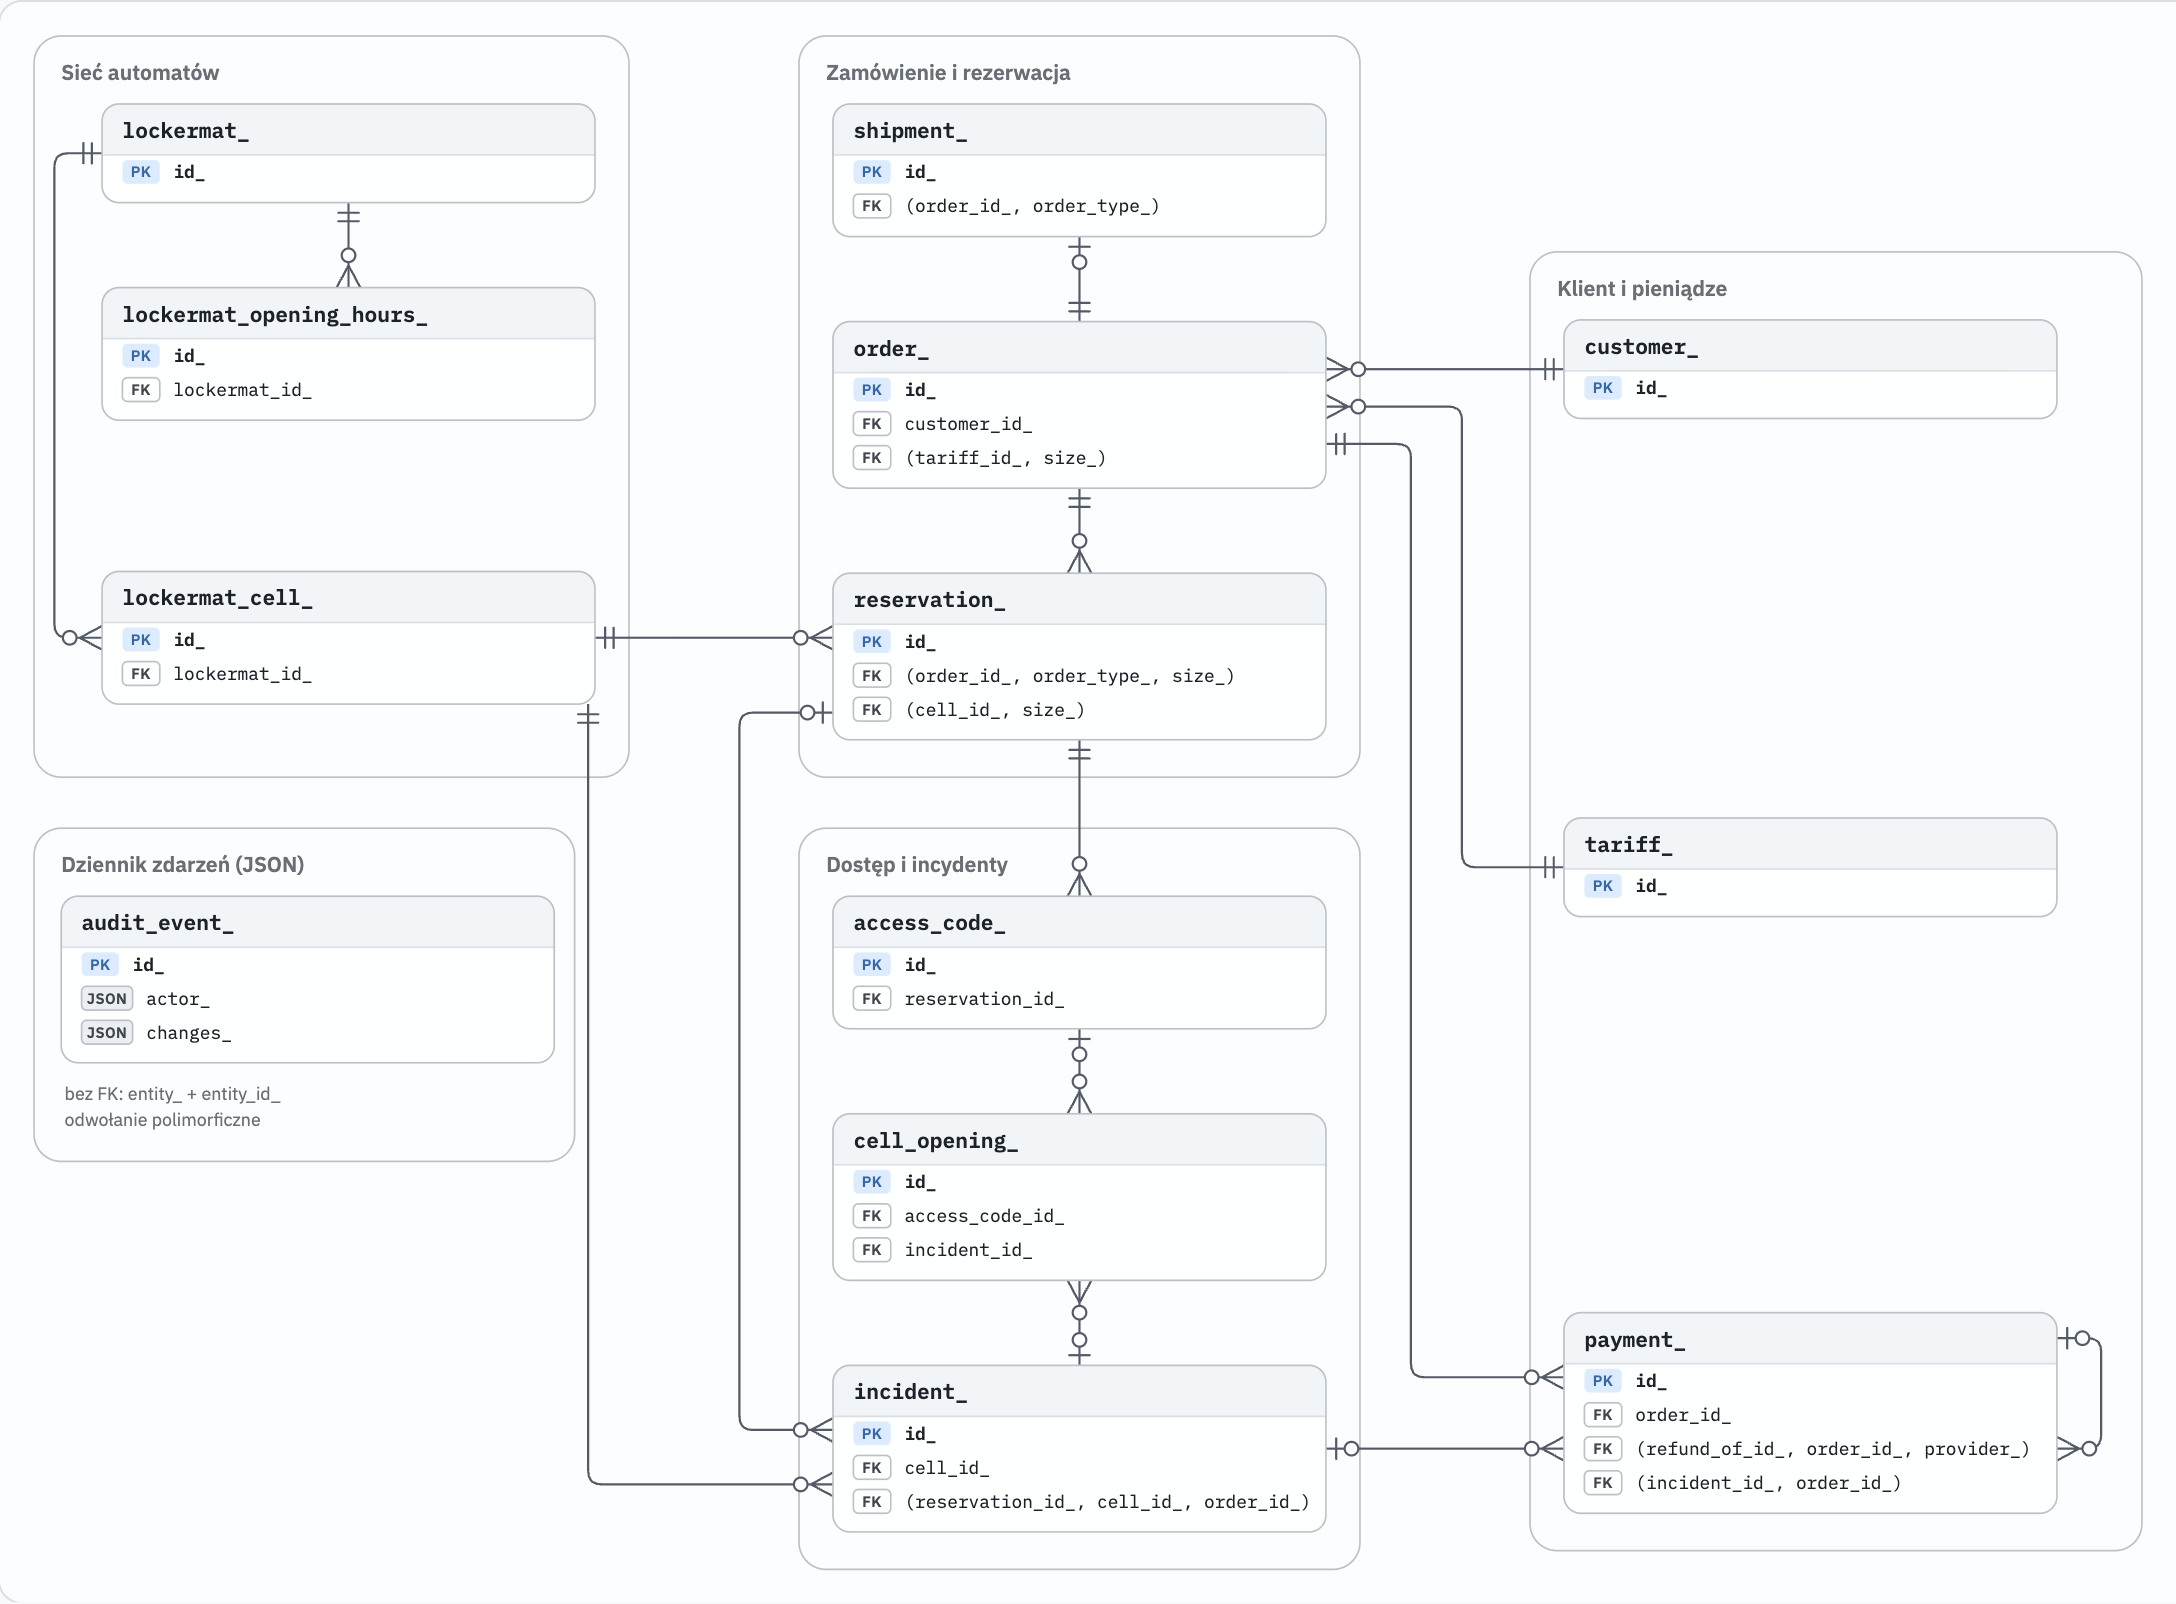 Sieć automatów
lockermat_
PK id_
lockermat_opening_hours_
PK id_
FK lockermat_id_
lockermat_cell_
PK id_
FK lockermat_id_
Dziennik zdarzeń (JSON)
audit_event_
PK id_
JSON actor_
JSON changes_
bez FK: entity_ + entity_id_
odwołanie polimorficzne
Zamówienie i rezerwacja
shipment_
PK id_
FK (order_id_, order_type_)
order_
PK id_
FK customer_id_
FK (tariff_id_, size_)
reservation_
PK id_
FK (order_id_, order_type_, size_)
FK (cell_id_, size_)
Dostęp i incydenty
access_code_
PK id_
FK reservation_id_
cell_opening_
PK id_
FK access_code_id_
FK incident_id_
incident_
PK id_
FK cell_id_
FK (reservation_id_, cell_id_, order_id_)
Klient i pieniądze
customer_
PK id_
tariff_
PK id_
payment_
PK id_
FK order_id_
FK (refund_of_id_, order_id_, provider_)
FK (incident_id_, order_id_)